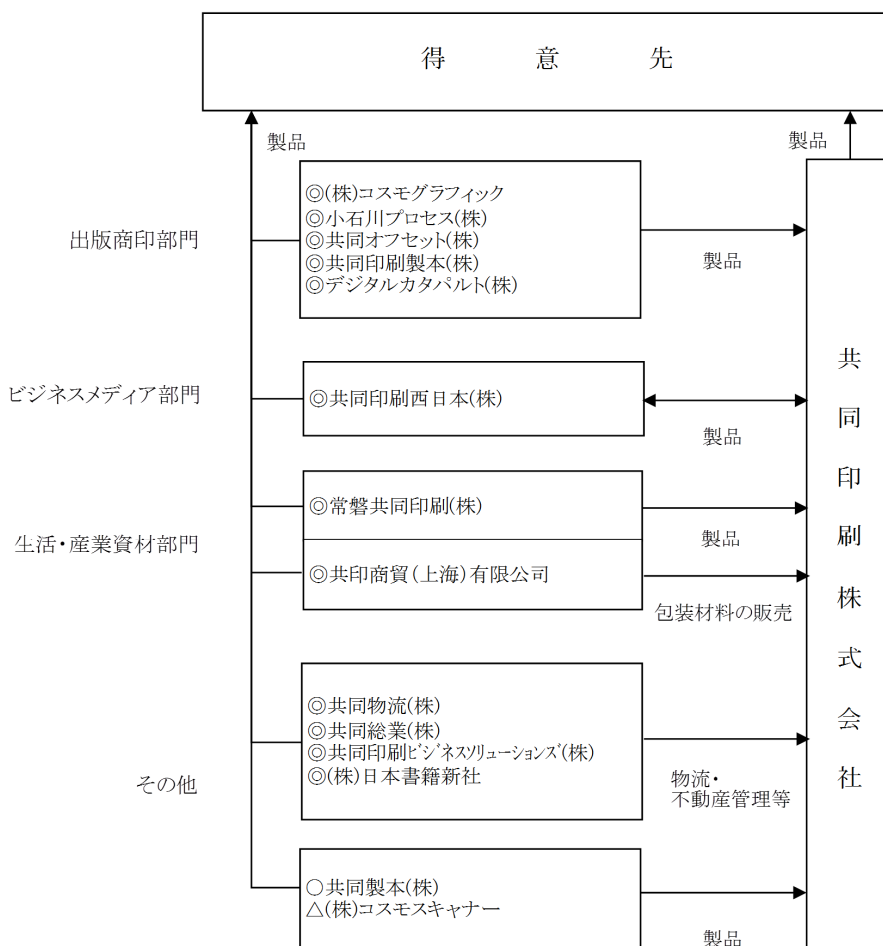 得意先
製品
製品
出版商印部門
◎(株)コスモグラフィック
◎小石川プロセス(株)
◎共同オフセット(株)
◎共同印刷製本(株)
◎デジタルカタパルト(株)
製品
ビジネスメディア部門
◎共同印刷西日本(株)
製品
生活・産業資材部門
◎常磐共同印刷(株)
製品
◎共印商貿(上海)有限公司
包装材料の販売
その他
◎共同物流(株)
◎共同総業(株)
◎共同印刷ﾋﾞｼﾞﾈｽｿﾘｭｰｼｮﾝｽﾞ(株)
◎(株)日本書籍新社
物流・
不動産管理等
○共同製本(株)
△(株)コスモスキャナー
製品
共同印刷株式会社